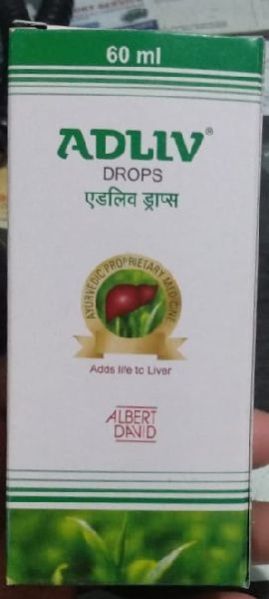 60 ml
ADLIV®
DROPS
एडलिव ड्राप्स
AYURVEDIC PROPRIETARY MEDICINE
Adds life to Liver
ALBERT
DAVID